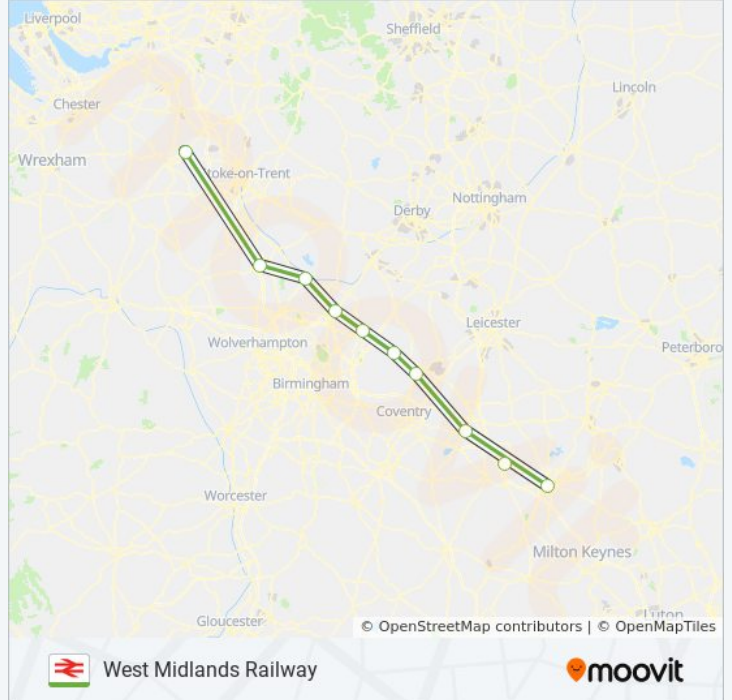 Liverpool
Sheffield
Lincoln
Chester
Wrexham
toke-on-Trent
Nottingham
Derby
Leicester
Wolverhampton
Peterboro
Birmingham
Coventry
Worcester
Milton Keynes
Luton
Gloucester
© OpenStreetMap contributors | © OpenMapTiles
West Midlands Railway
moovit